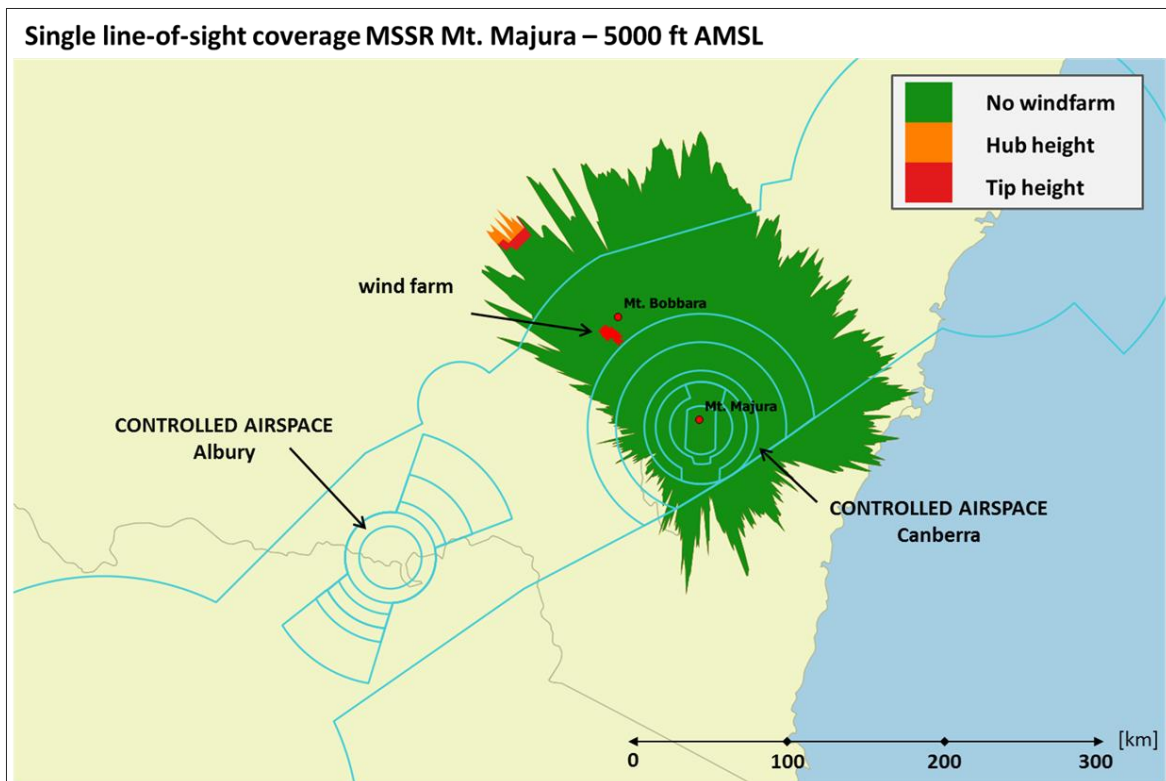 Single line-of-sight coverage MSSR Mt. Majura – 5000 ft AMSL
No windfarm
Hub height
Tip height
wind farm
Mt. Bobbara
Mt. Majura
CONTROLLED AIRSPACE
Albury
CONTROLLED AIRSPACE
Canberra
[km]
0 100 200 300